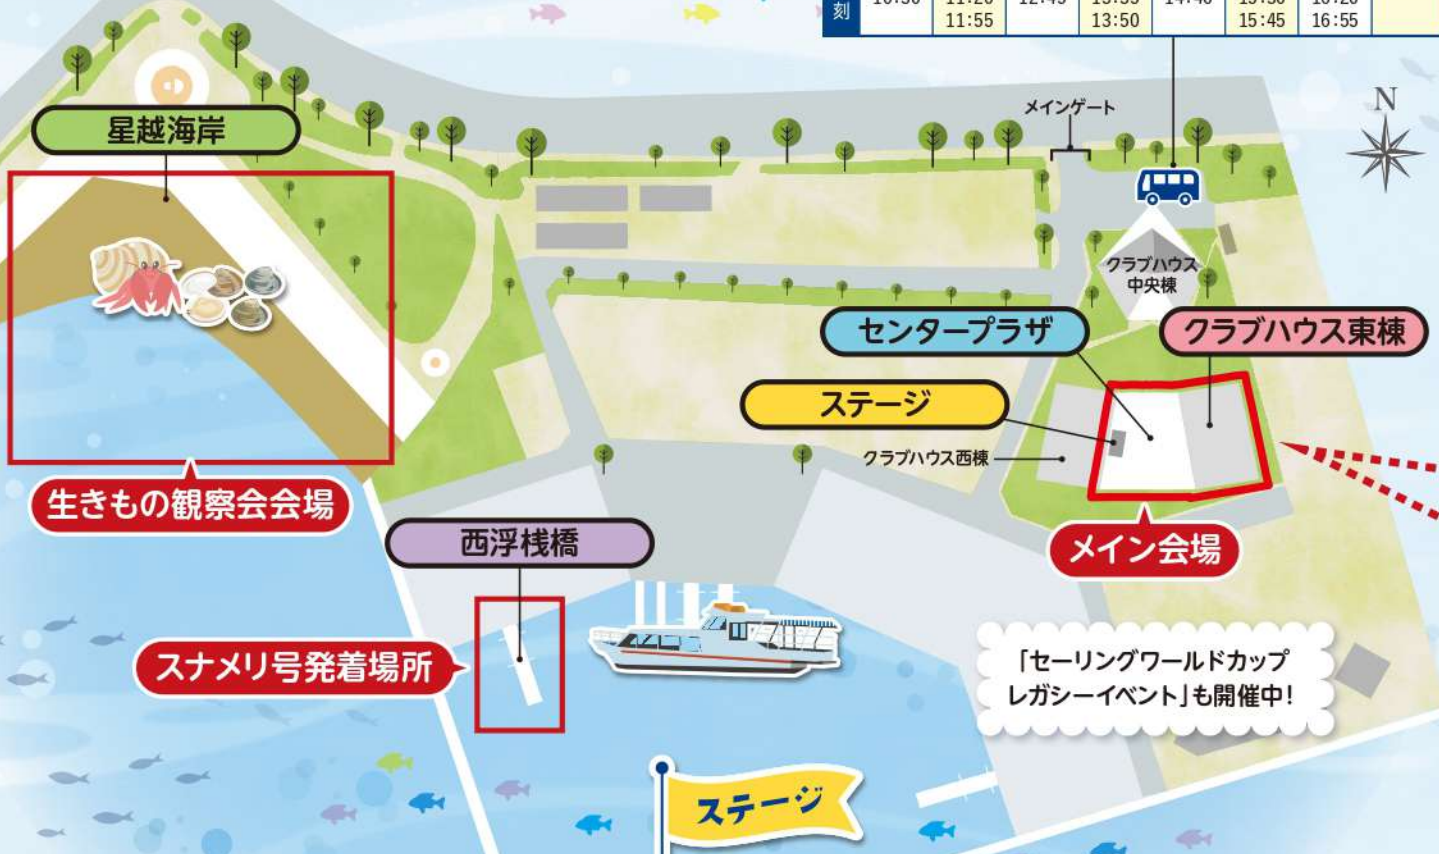 刻
11:55
13:50
15:45
16:55
メインゲート
N
星越海岸
クラブハウス
中央棟
センタープラザ
クラブハウス東棟
ステージ
クラブハウス西棟
生きもの観察会会場
西浮桟橋
メイン会場
スナメリ号発着場所
「セーリングワールドカップ
レガシーイベント」も開催中!
ステージ